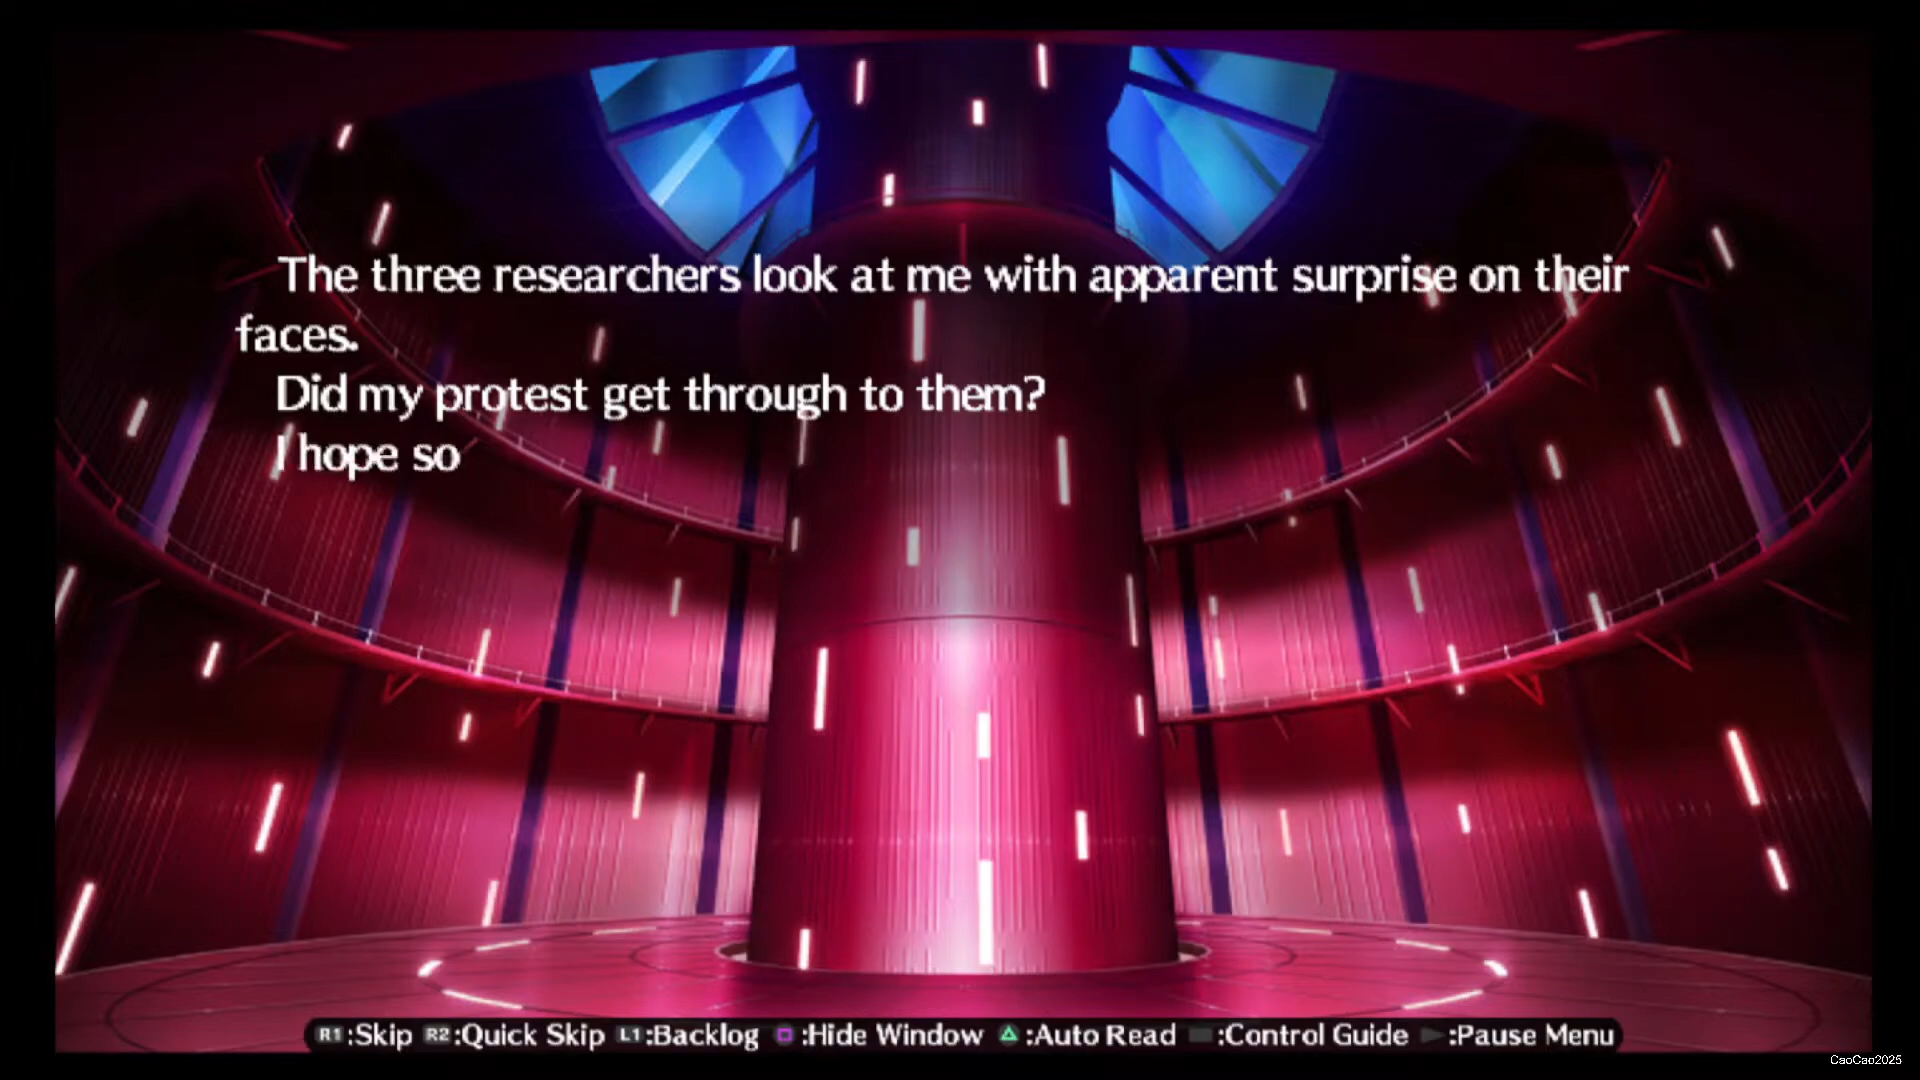 The three researchers look at me with apparent surprise on their
faces.
Did my protest get through to them?
I hope so
R1:Skip R2:Quick Skip L1:Backlog :Hide Window :Auto Read :Control Guide :Pause Menu
CaoCao2025